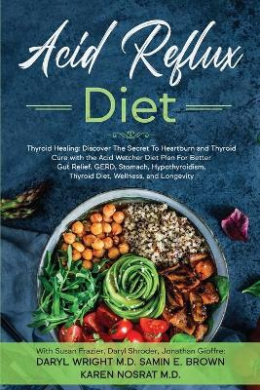 Acid Reflux
Diet
Thyroid Healing: Discover The Secret To Heartburn and Thyroid
Cure with the Acid Watcher Diet Plan For Better
Gut Relief, GERD, Stomach, Hypothyroidism,
Thyroid Diet, Wellness, and Longevity
With Susan Frazier, Daryl Shroder, Jonathan Gioffre:
DARYL WRIGHT M.D. SAMIN E. BROWN
KAREN NOSRAT M.D.